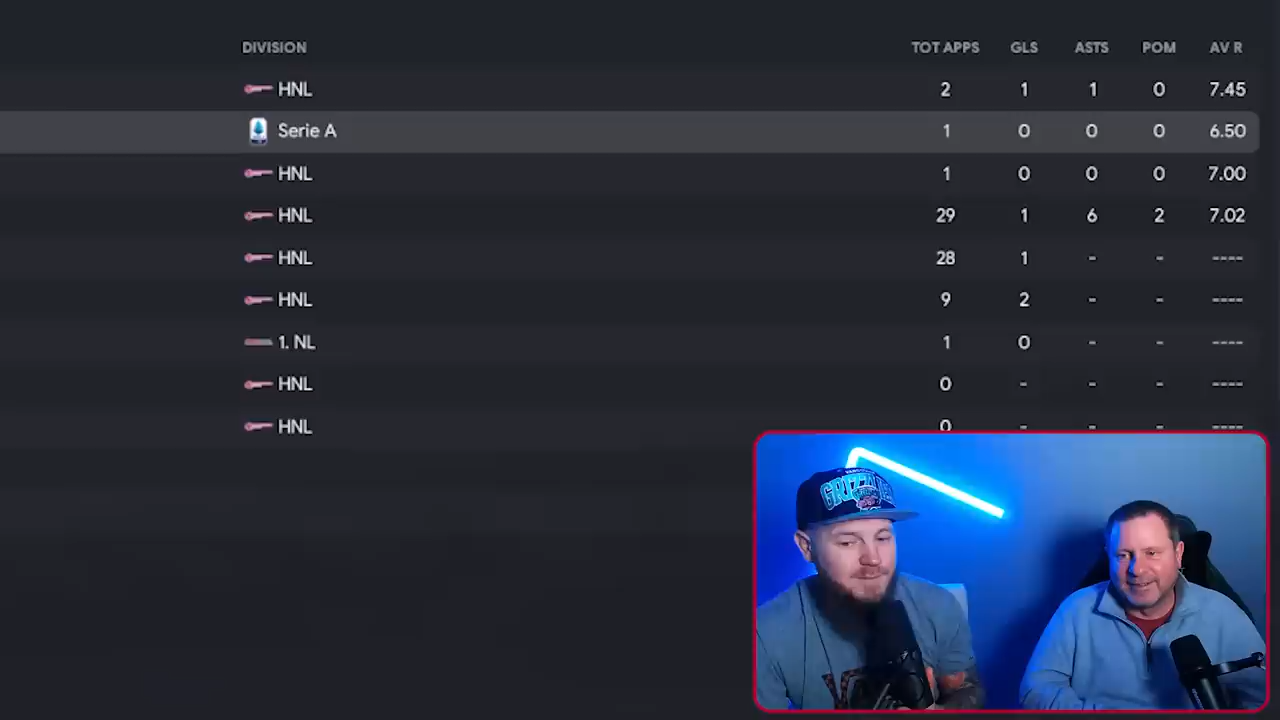 DIVISION TOT APPS GLS ASTS POM AV R
HNL 2 1 1 0 7.45
Serie A 1 0 0 0 6.50
HNL 1 0 0 0 7.00
HNL 29 1 6 2 7.02
HNL 28 1 - - ----
HNL 9 2 - - ----
1. NL 1 0 - - ----
HNL 0 - - - ----
HNL 0 - - - ----
GRIZZLIES